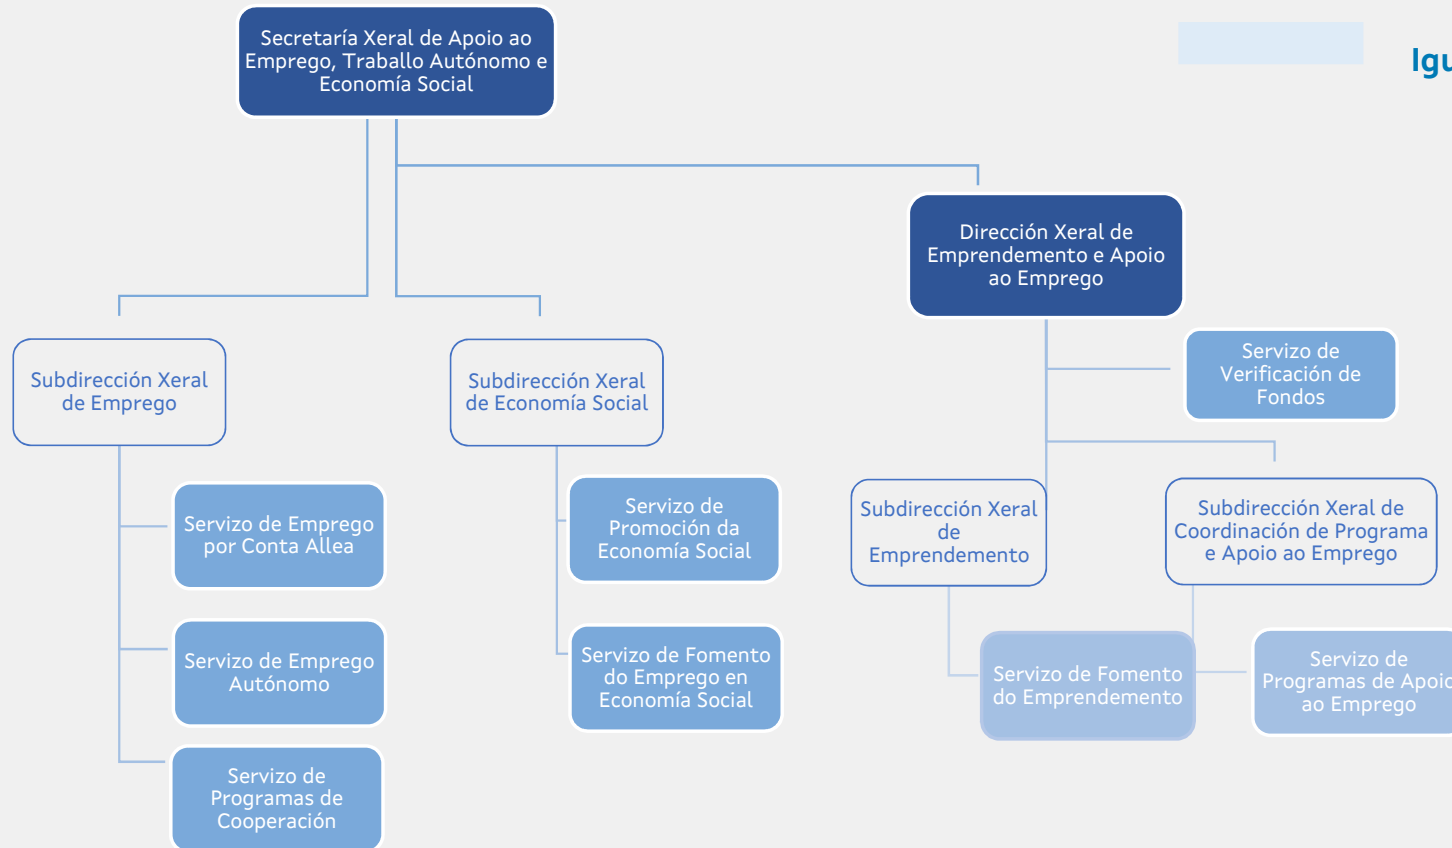 Secretaría Xeral de Apoio ao
Emprego, Traballo Autónomo e
Economía Social
Dirección Xeral de
Emprendemento e Apoio
ao Emprego
Servizo de
Verificación de
Fondos
Subdirección Xeral
de Emprego
Subdirección Xeral
de Economía Social
Subdirección Xeral
de
Emprendemento
Subdirección Xeral de
Coordinación de Programa
e Apoio ao Emprego
Servizo de Emprego
por Conta Allea
Servizo de
Promoción da
Economía Social
Servizo de Emprego
Autónomo
Servizo de Fomento
do Emprego en
Economía Social
Servizo de Fomento
do Emprendemento
Servizo de
Programas de Apoio
ao Emprego
Servizo de
Programas de
Cooperación